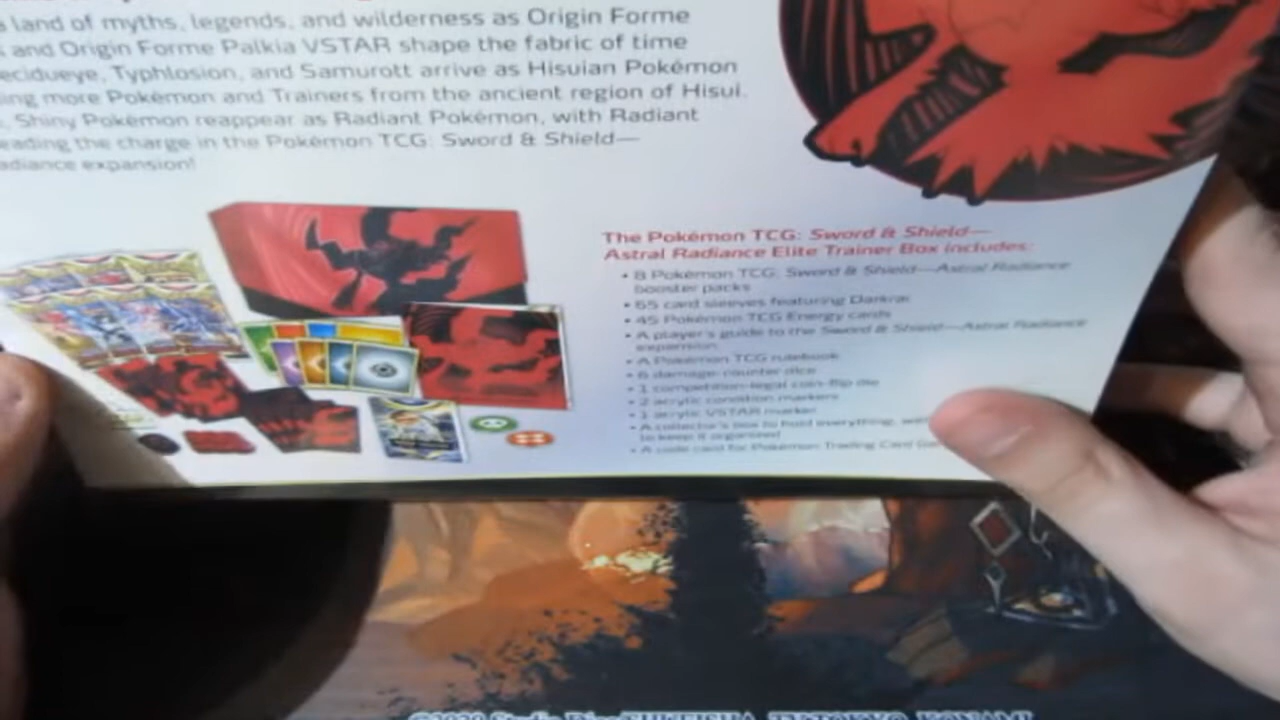 a land of myths, legends, and wilderness as Origin Forme
and Origin Forme Palkia VSTAR shape the fabric of time
ecidueye, Typhlosion, and Samurott arrive as Hisuian Pokémon
ing more Pokémon and Trainers from the ancient region of Hisui.
Shiny Pokémon reappear as Radiant Pokémon, with Radiant
eading the charge in the Pokémon TCG: Sword & Shield—
adiance expansion!
The Pokémon TCG: Sword & Shield—
Astral Radiance Elite Trainer Box includes:
• 8 Pokémon TCG: Sword & Shield—Astral Radiance
booster packs
• 65 card sleeves featuring Darkrai
• 45 Pokémon TCG Energy cards
• A player's guide to the Sword & Shield—Astral Radiance
expansion
• A Pokémon TCG rulebook
• 6 damage-counter dice
• 1 competition-legal coin-flip die
• 2 acrylic condition markers
• 1 acrylic VSTAR marker
• A collector's box to hold everything, wi
to keep it organized
• A code card for Pokémon Trading Card Ga
KONAMI